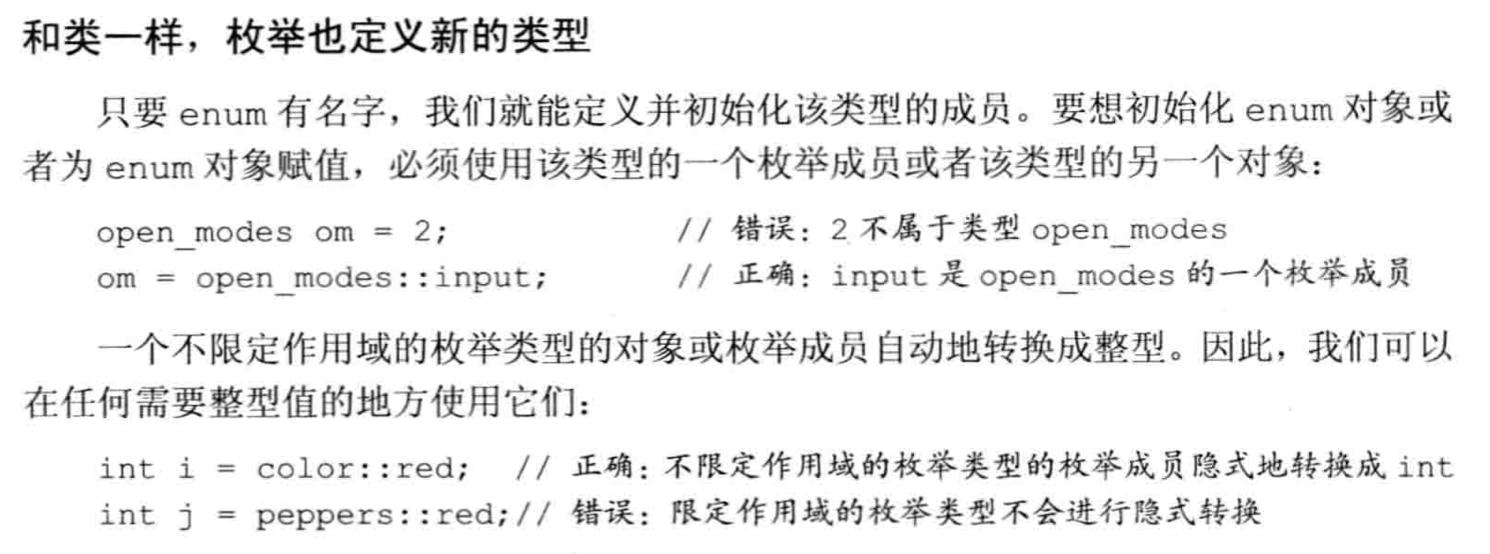 和类一样，枚举也定义新的类型
只要 enum 有名字，我们就能定义并初始化该类型的成员。要想初始化 enum 对象或
者为 enum 对象赋值，必须使用该类型的一个枚举成员或者该类型的另一个对象：
open_modes om = 2; // 错误：2 不属于类型 open_modes
om = open_modes::input; // 正确：input 是 open_modes 的一个枚举成员
一个不限定作用域的枚举类型的对象或枚举成员自动地转换成整型。因此，我们可以
在任何需要整型值的地方使用它们：
int i = color::red; // 正确：不限定作用域的枚举类型的枚举成员隐式地转换成 int
int j = peppers::red;// 错误：限定作用域的枚举类型不会进行隐式转换